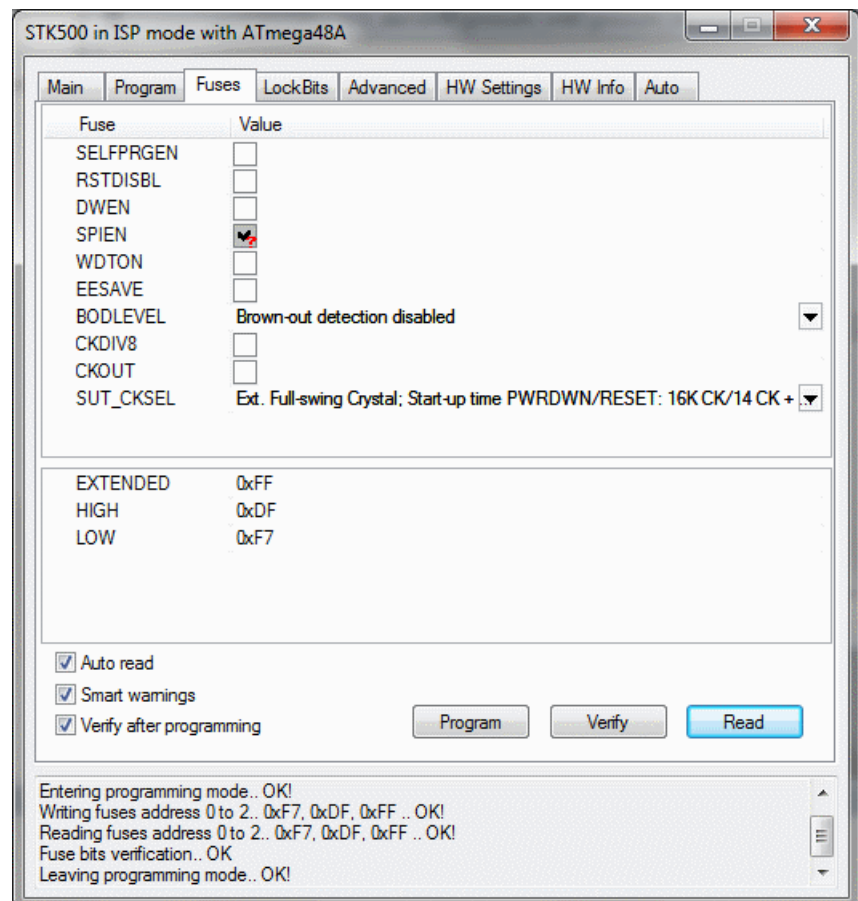 STK500 in ISP mode with ATmega48A
Main Program Fuses LockBits Advanced HW Settings HW Info Auto
Fuse Value
SELFPRGEN
RSTDISBL
DWEN
SPIEN
WDTON
EESAVE
BODLEVEL Brown-out detection disabled
CKDIV8
CKOUT
SUT_CKSEL Ext. Full-swing Crystal; Start-up time PWRDWN/RESET: 16K CK/14 CK + ...
EXTENDED 0xFF
HIGH 0xDF
LOW 0xF7
Auto read
Smart warnings
Verify after programming
Program Verify Read
Entering programming mode.. OK!
Writing fuses address 0 to 2.. 0xF7, 0xDF, 0xFF .. OK!
Reading fuses address 0 to 2.. 0xF7, 0xDF, 0xFF .. OK!
Fuse bits verification.. OK
Leaving programming mode.. OK!